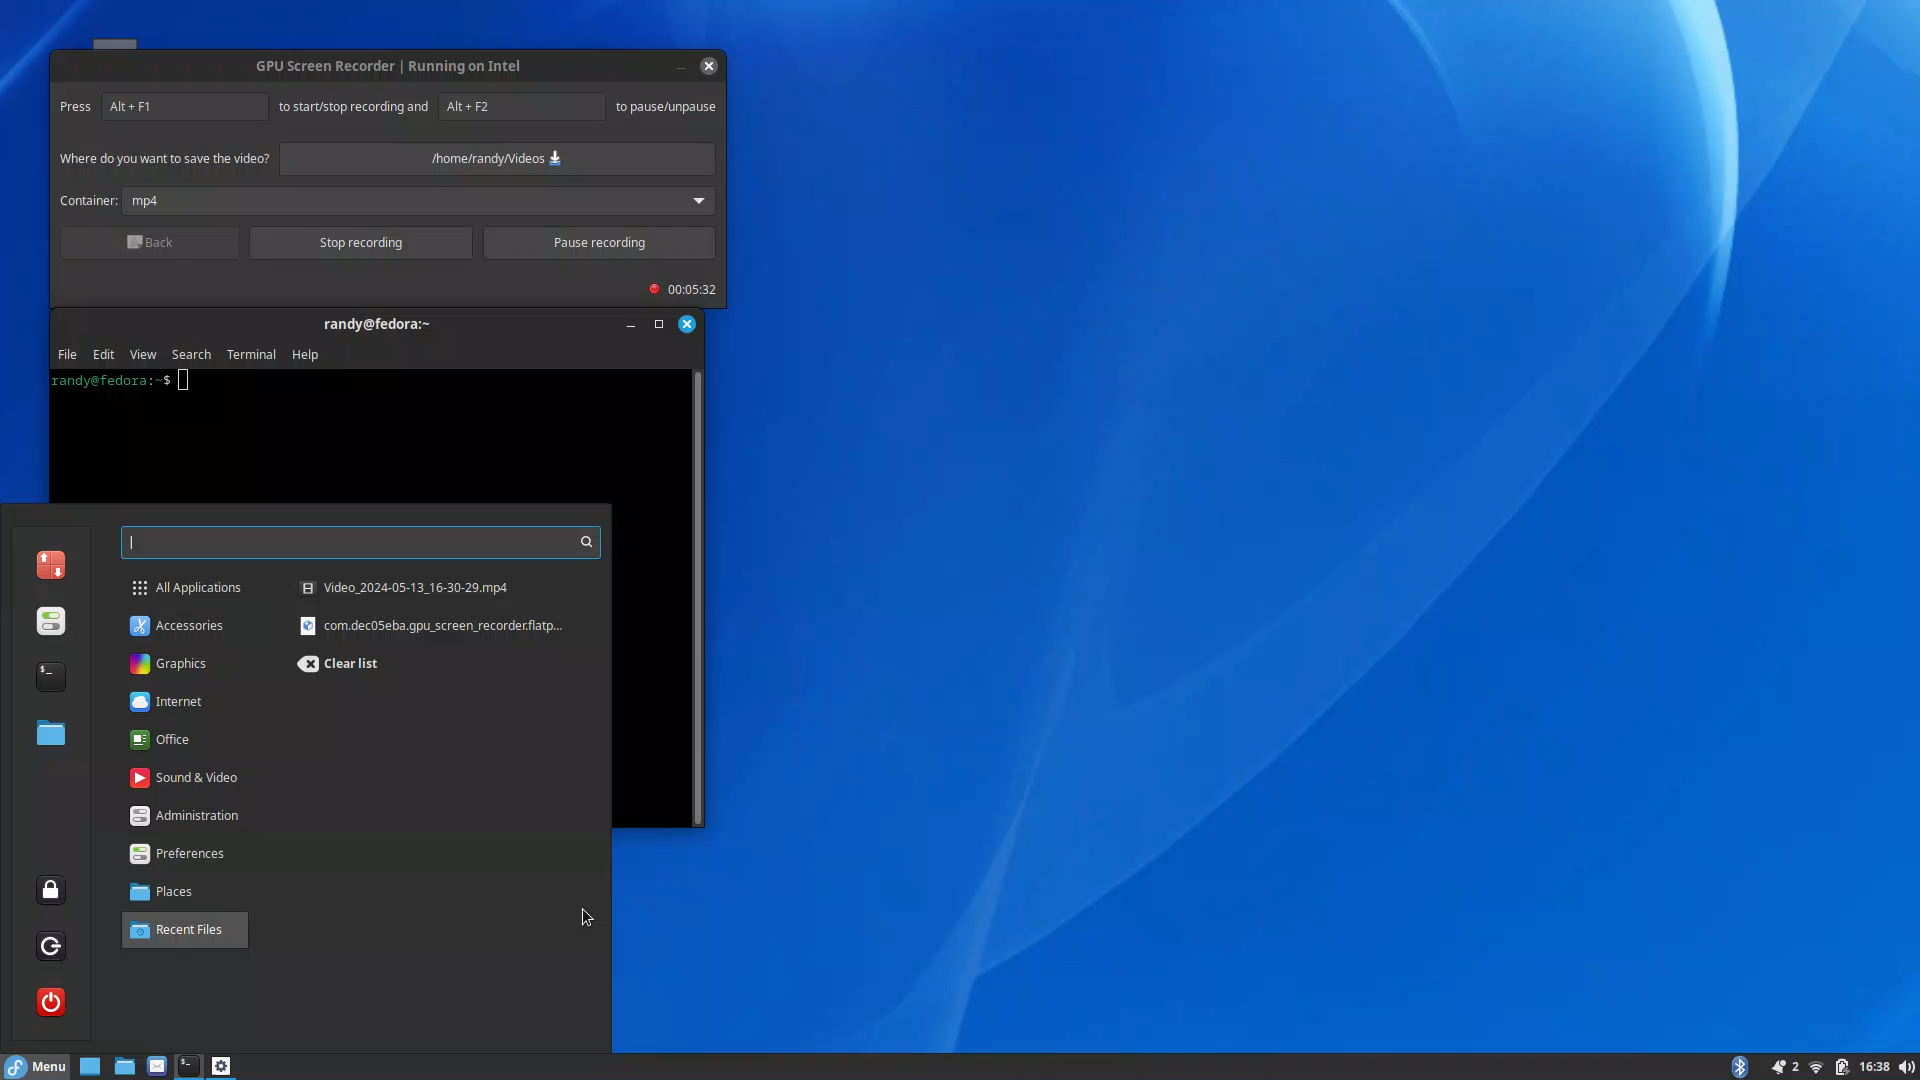 GPU Screen Recorder | Running on Intel
Press Alt + F1 to start/stop recording and Alt + F2 to pause/unpause
Where do you want to save the video? /home/randy/Videos
Container: mp4
Back Stop recording Pause recording
00:05:32
randy@fedora:~
File Edit View Search Terminal Help
randy@fedora:~$
All Applications
Accessories
Graphics
Internet
Office
Sound & Video
Administration
Preferences
Places
Recent Files
Video_2024-05-13_16-30-29.mp4
com.dec05eba.gpu_screen_recorder.flatp...
Clear list
Menu
2
16:38